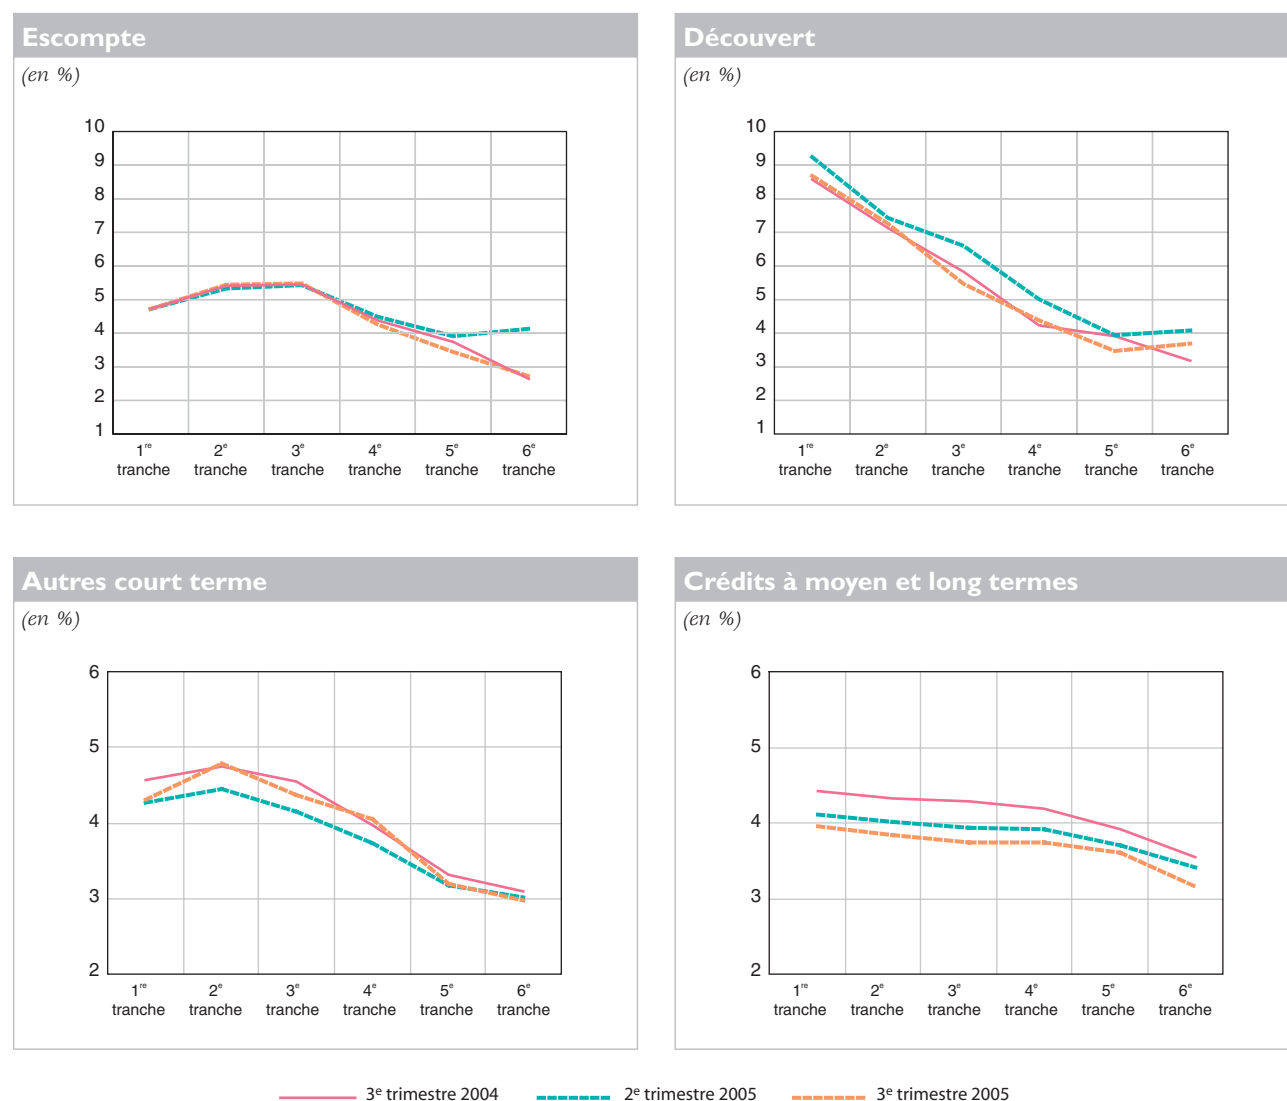 Escompte
(en %)
10
9
8
7
6
5
4
3
2
1
1re tranche
2e tranche
3e tranche
4e tranche
5e tranche
6e tranche
Découvert
(en %)
10
9
8
7
6
5
4
3
2
1
1re tranche
2e tranche
3e tranche
4e tranche
5e tranche
6e tranche
Autres court terme
(en %)
6
5
4
3
2
1re tranche
2e tranche
3e tranche
4e tranche
5e tranche
6e tranche
Crédits à moyen et long termes
(en %)
6
5
4
3
2
1re tranche
2e tranche
3e tranche
4e tranche
5e tranche
6e tranche
3e trimestre 2004
2e trimestre 2005
3e trimestre 2005